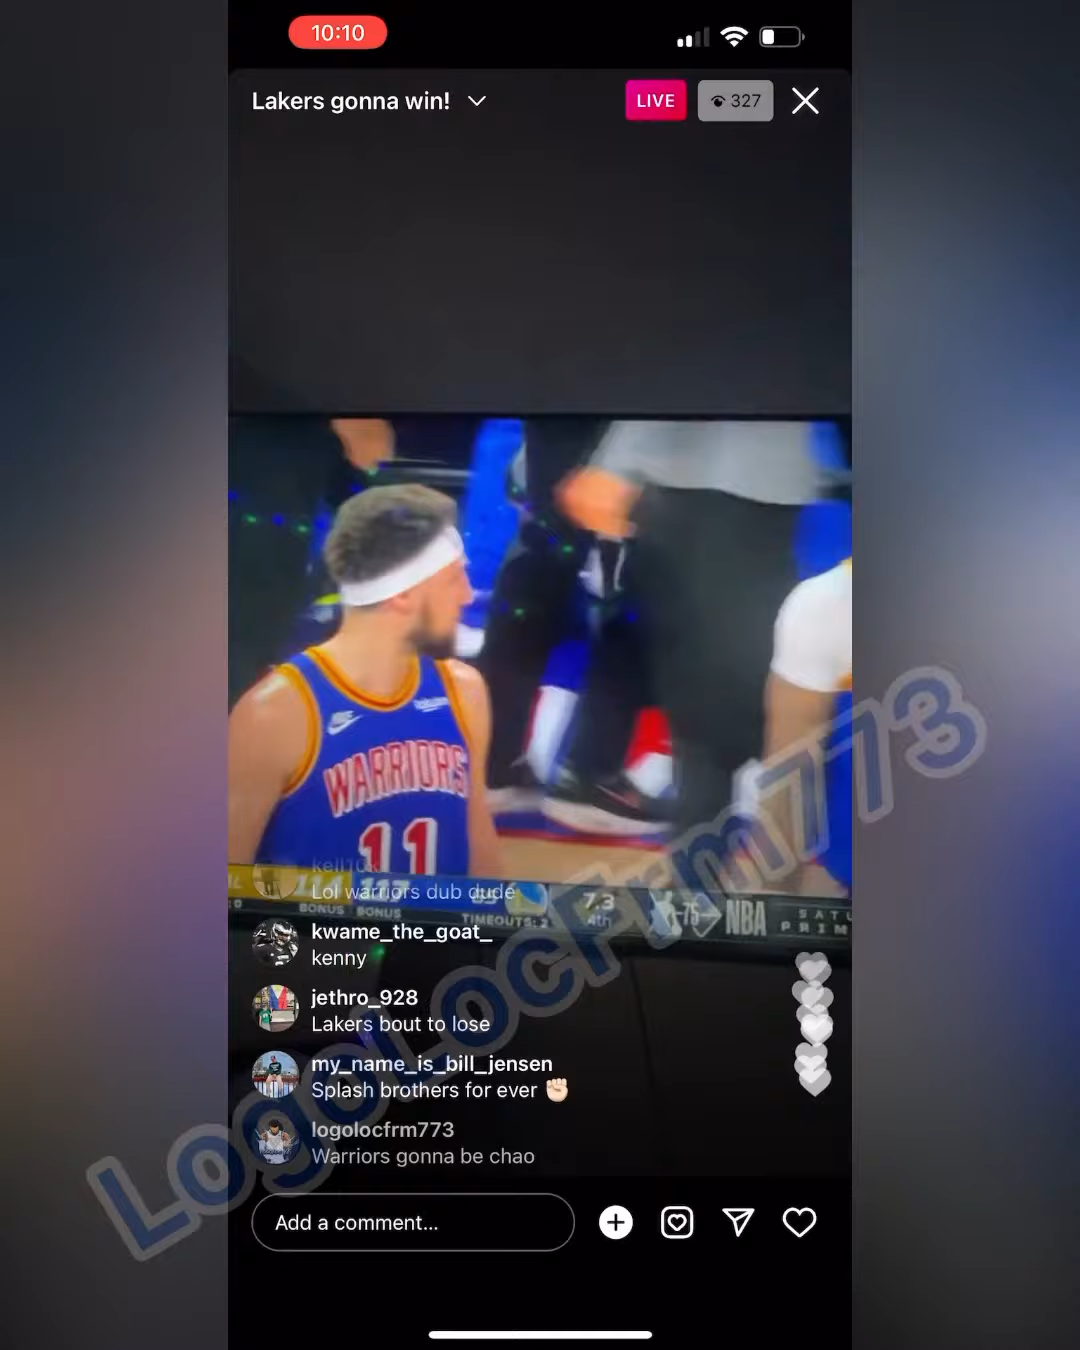 10:10
Lakers gonna win!
LIVE
327
WARRIORS
11
kell10
Lol warriors dub dude
BONUS BONUS
TIMEOUTS: 2
7.3
4th
75
NBA
kwame_the_goat_
kenny
jethro_928
Lakers bout to lose
my_name_is_bill_jensen
Splash brothers for ever ✊🏻
logolocfrm773
Warriors gonna be chao
Add a comment...
LogoLocFrm773